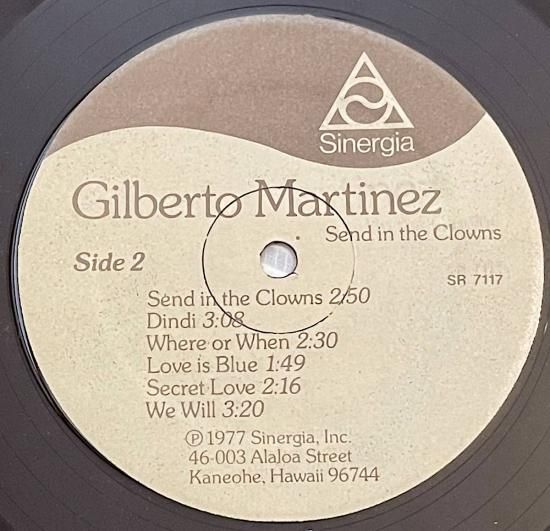 Sinergia
Gilberto Martinez
Send in the Clowns
Side 2
SR 7117
Send in the Clowns 2:50
Dindi 3:08
Where or When 2:30
Love is Blue 1:49
Secret Love 2:16
We Will 3:20
℗ 1977 Sinergia, Inc.
46-003 Alaloa Street
Kaneohe, Hawaii 96744